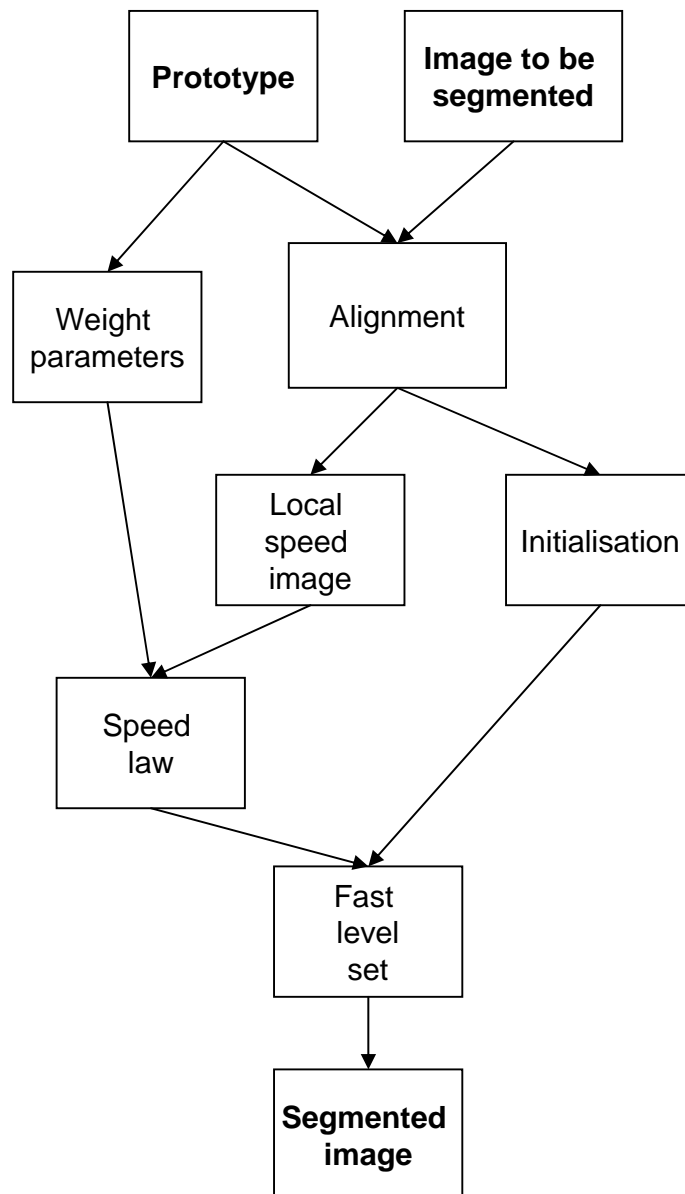 Prototype
Image to be
segmented
Weight
parameters
Alignment
Local
speed
image
Initialisation
Speed
law
Fast
level
set
Segmented
image